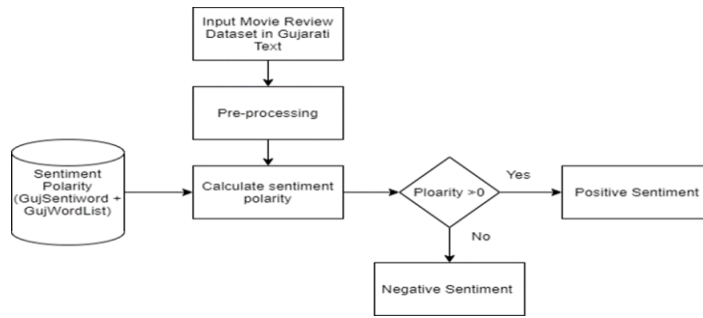 Input Movie Review
Dataset in Gujarati
Text
Pre-processing
Sentiment
Polarity
(GujSentiword +
GujWordList)
Calculate sentiment
polarity
Ploarity >0
Yes
Positive Sentiment
No
Negative Sentiment